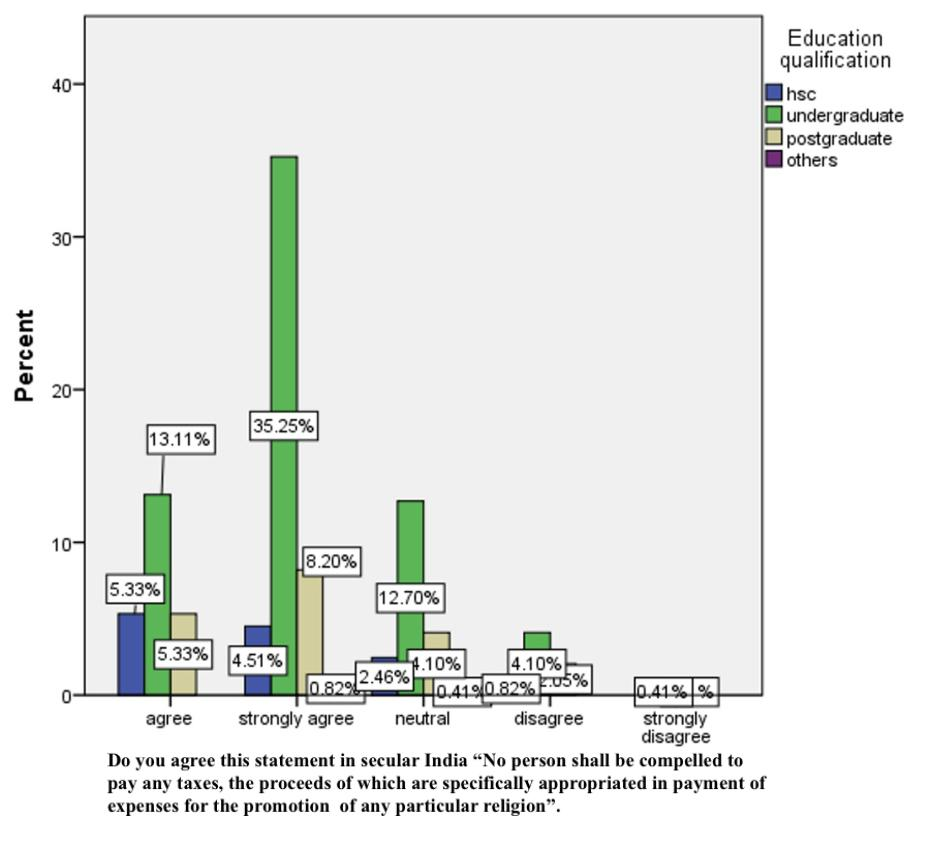 Education
qualification
hsc
undergraduate
postgraduate
others
Percent
40
30
20
10
0
13.11%
5.33%
5.33%
35.25%
8.20%
4.51%
0.82%
12.70%
4.10%
2.46%
0.41%
4.10%
2.05%
0.82%
0.41% %
agree
strongly agree
neutral
disagree
strongly
disagree
Do you agree this statement in secular India “No person shall be compelled to
pay any taxes, the proceeds of which are specifically appropriated in payment of
expenses for the promotion of any particular religion”.